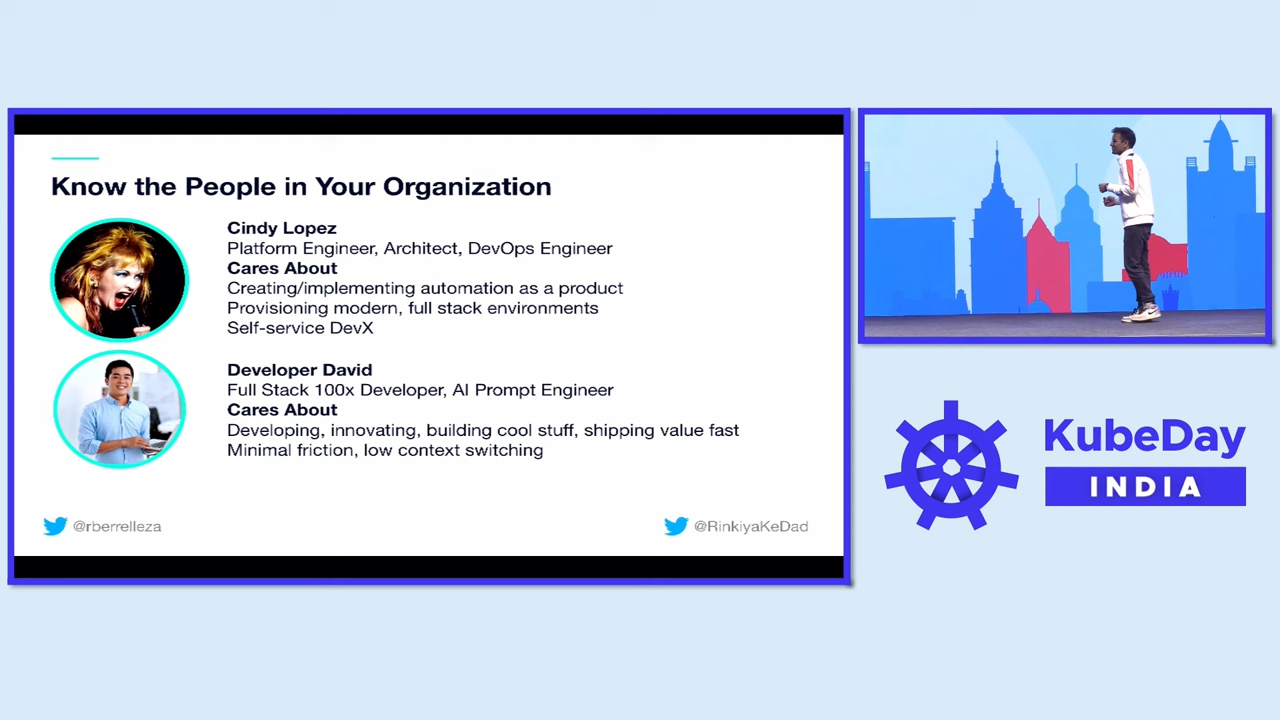 Know the People in Your Organization
Cindy Lopez
Platform Engineer, Architect, DevOps Engineer
Cares About
Creating/implementing automation as a product
Provisioning modern, full stack environments
Self-service DevX
Developer David
Full Stack 100x Developer, AI Prompt Engineer
Cares About
Developing, innovating, building cool stuff, shipping value fast
Minimal friction, low context switching
@rberrelleza
@RinkiyaKeDad
KubeDay
INDIA